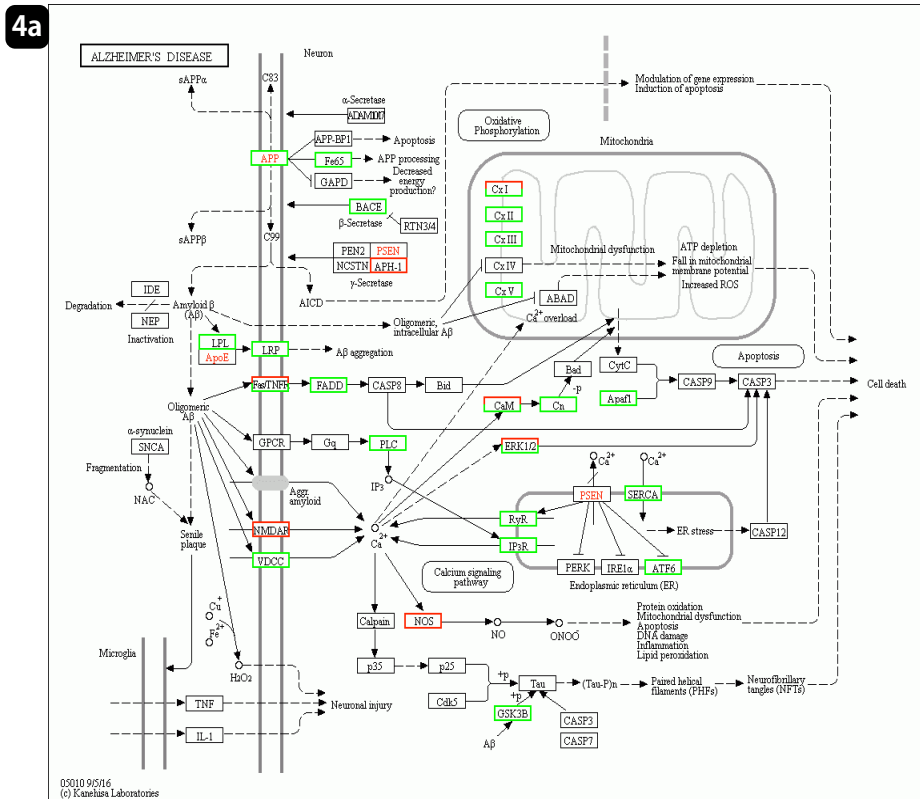 4a
ALZHEIMER'S DISEASE
Neuron
sAPPα
C83
α-Secretase
ADAM10/17
Modulation of gene expression
Induction of apoptosis
Oxidative
Phosphorylation
Mitochondria
APP-BP1
Apoptosis
APP
Fe65
APP processing
GAPD
Decreased
energy
production?
BACE
β-Secretase
RTN3/4
sAPPβ
C99
PEN2
PSEN
NCSTN
APH-1
γ-Secretase
AICD
Cx I
Cx II
Cx III
Cx IV
Cx V
Mitochondrial dysfunction
ATP depletion
Fall in mitochondrial
membrane potential
Increased ROS
ABAD
Ca2+ overload
IDE
Degradation
Amyloid β
(Aβ)
NEP
Inactivation
Oligomeric
intracellular Aβ
LPL
ApoE
LRP
Aβ aggregation
Fas/TNFR
FADD
CASP8
Bid
Bad
-p
CytC
Apoptosis
CASP9
CASP3
Cell death
Apaf1
CaM
Cn
Oligomeric
Aβ
α-synuclein
SNCA
Fragmentation
NAC
GPCR
Gq
PLC
IP3
ERK1/2
Aggr.
amyloid
Ca2+
Ca2+
PSEN
SERCA
RyR
IP3R
ER stress
CASP12
PERK
IRE1α
ATF6
Endoplasmic reticulum (ER)
Senile
plaque
NMDAR
VDCC
Ca2+
Calcium signaling
pathway
Cu+
Fe2+
H2O2
Calpain
NOS
NO
ONOO-
Protein oxidation
Mitochondrial dysfunction
Apoptosis
DNA damage
Inflammation
Lipid peroxidation
Microglia
p35
p25
Cdk5
+p
Tau
+p
GSK3B
Aβ
(Tau-P)n
Paired helical
filaments (PHFs)
Neurofibrillary
tangles (NFTs)
CASP3
CASP7
TNF
IL-1
Neuronal injury
05010 9/5/16
(c) Kanehisa Laboratories